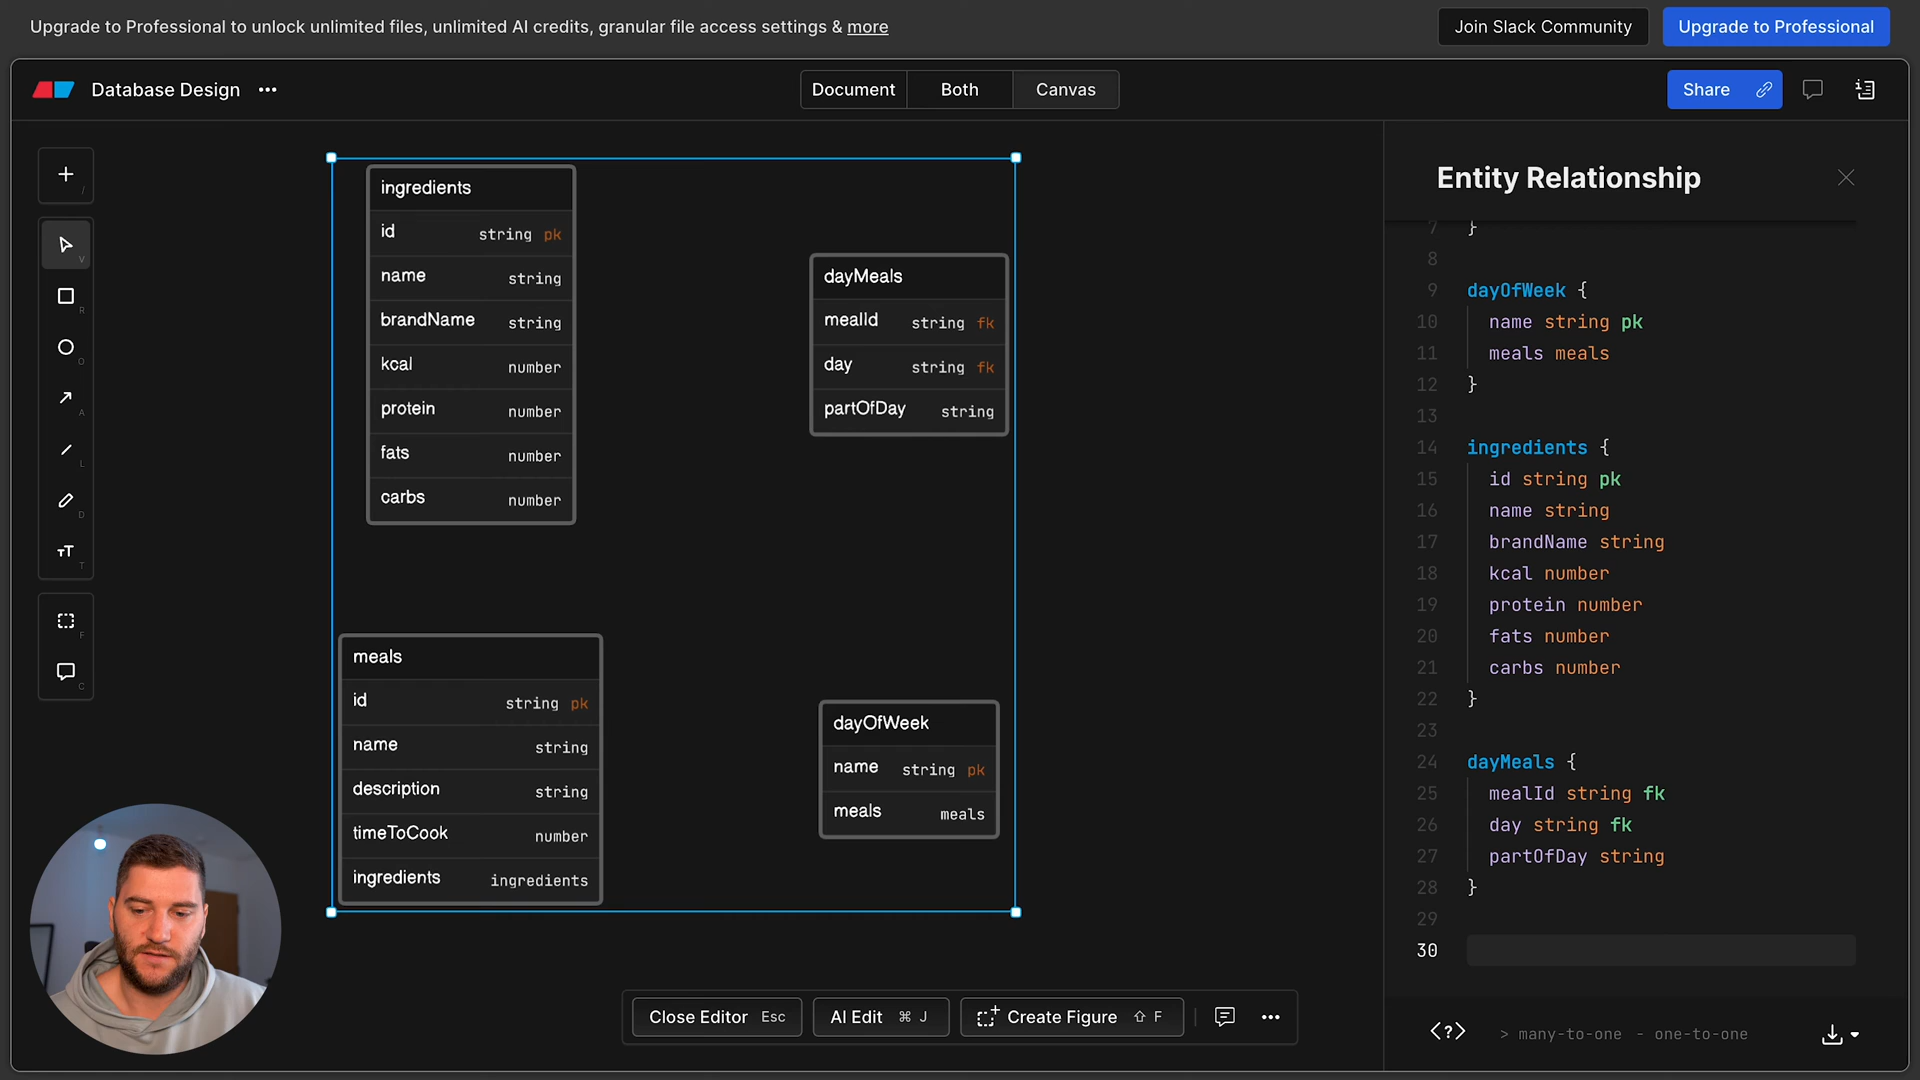 Upgrade to Professional to unlock unlimited files, unlimited AI credits, granular file access settings & more
Join Slack Community
Upgrade to Professional
Database Design
Document
Both
Canvas
Share
/
V
R
O
A
L
D
T
F
C
ingredients
id string pk
name string
brandName string
kcal number
protein number
fats number
carbs number
dayMeals
mealId string fk
day string fk
partOfDay string
meals
id string pk
name string
description string
timeToCook number
ingredients ingredients
dayOfWeek
name string pk
meals meals
Close Editor Esc
AI Edit ⌘ J
Create Figure ⇧ F
Entity Relationship
7 }
8
9 dayOfWeek {
10 name string pk
11 meals meals
12 }
13
14 ingredients {
15 id string pk
16 name string
17 brandName string
18 kcal number
19 protein number
20 fats number
21 carbs number
22 }
23
24 dayMeals {
25 mealId string fk
26 day string fk
27 partOfDay string
28 }
29
30
<?> > many-to-one - one-to-one